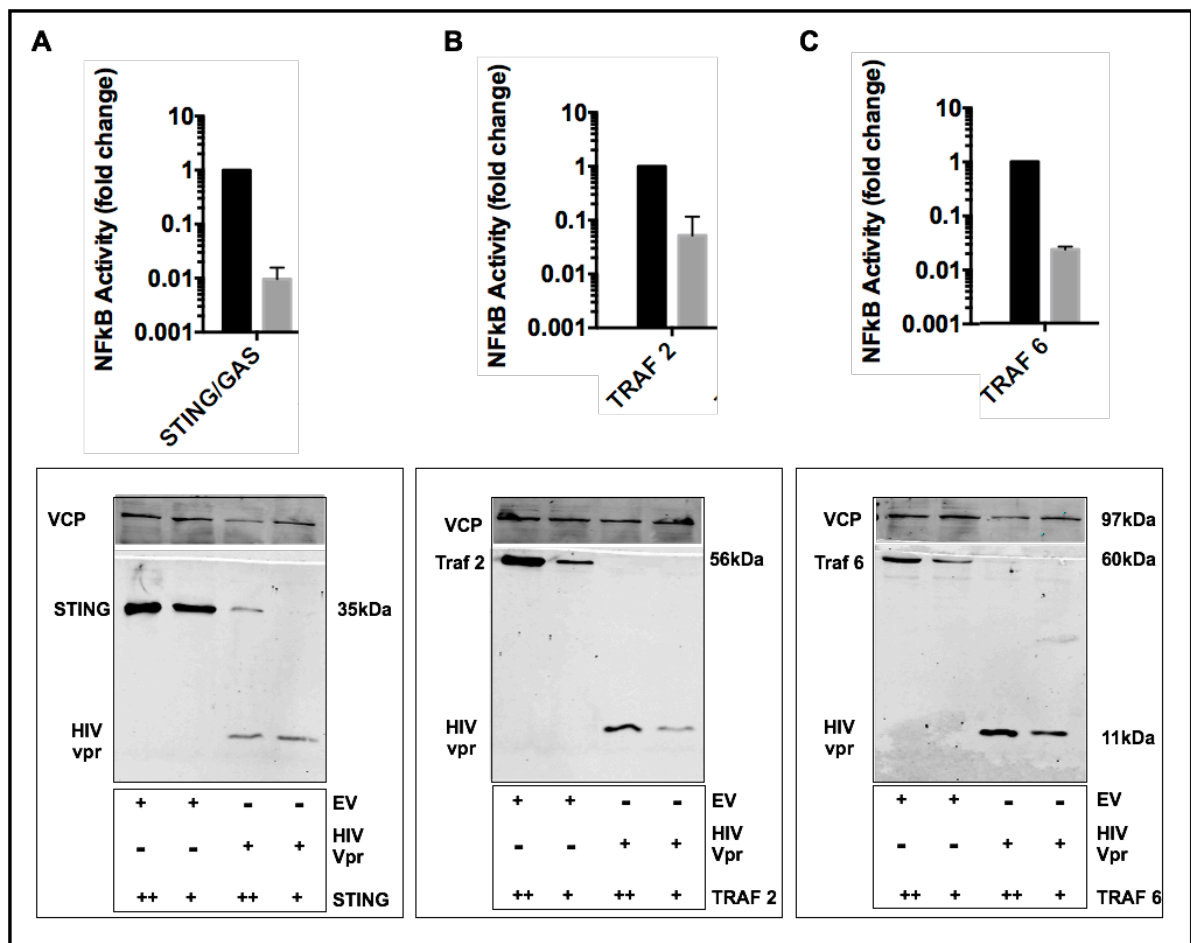 A
B
C
NFkB Activity (fold change)
10
1
0.1
0.01
0.001
STING/GAS
NFkB Activity (fold change)
10
1
0.1
0.01
0.001
TRAF 2
NFkB Activity (fold change)
10
1
0.1
0.01
0.001
TRAF 6
VCP
STING
35kDa
HIV
vpr
+ + - - EV
- - + + HIV
Vpr
++ + ++ + STING
VCP
Traf 2
56kDa
HIV
vpr
+ + - - EV
- - + + HIV
Vpr
++ + ++ + TRAF 2
VCP
97kDa
Traf 6
60kDa
HIV
vpr
11kDa
+ + - - EV
- - + + HIV
Vpr
++ + ++ + TRAF 6